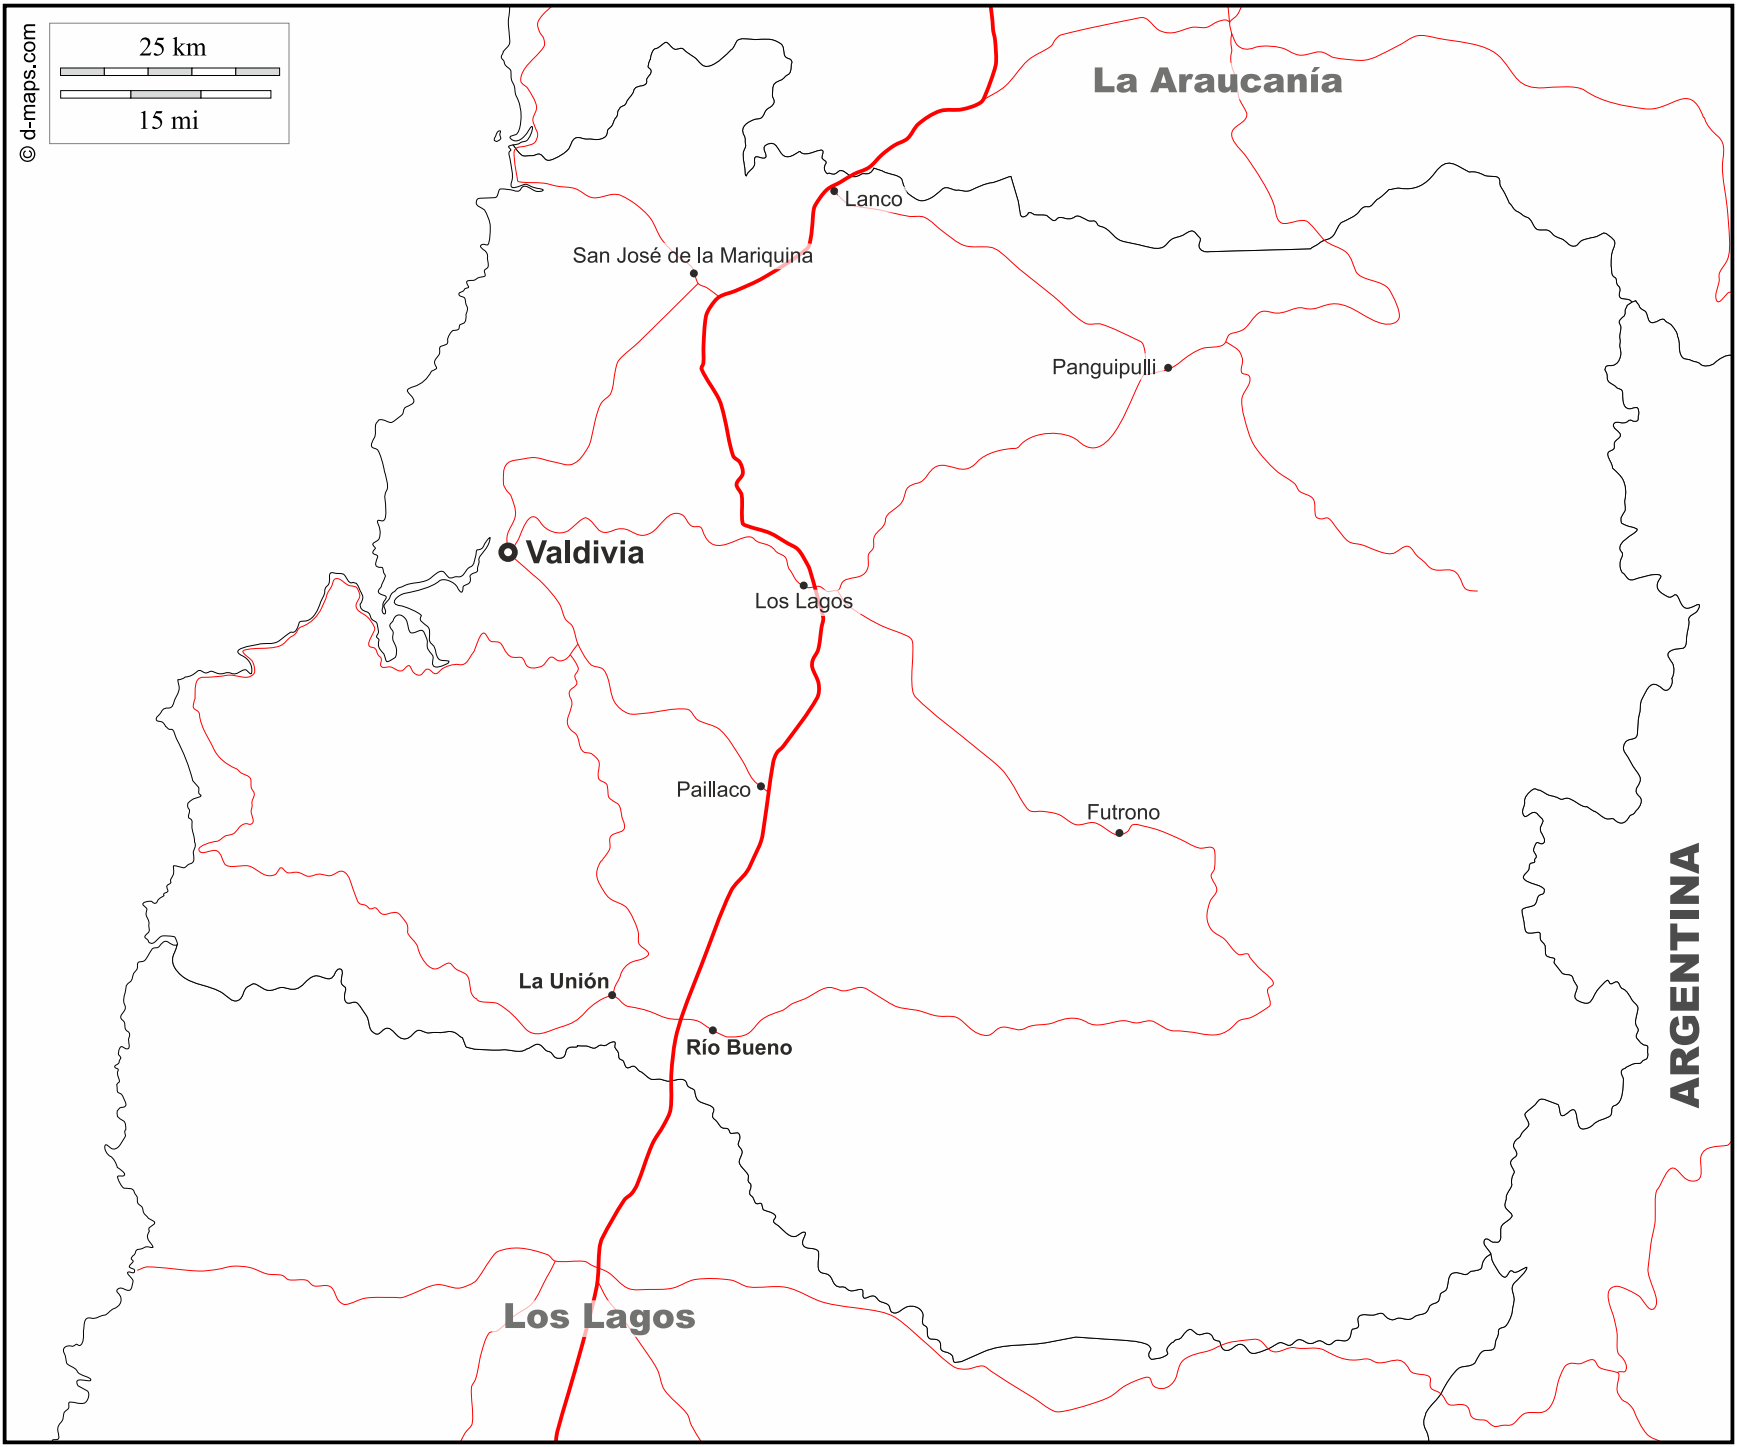 © d-maps.com
25 km
15 mi
La Araucanía
Lanco
San José de la Mariquina
Panguipulli
Valdivia
Los Lagos
Paillaco
Futrono
ARGENTINA
La Unión
Río Bueno
Los Lagos